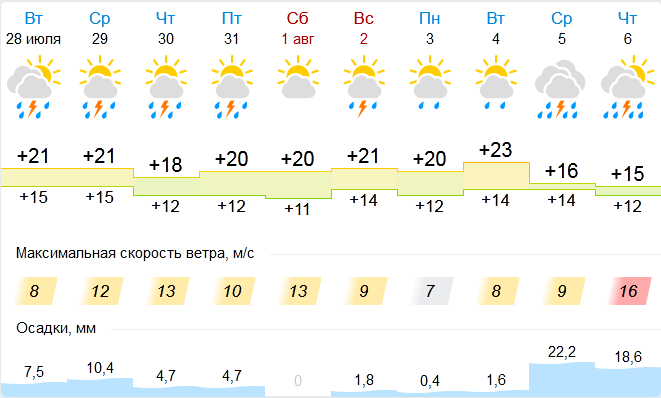 Вт Ср Чт Пт Сб Вс Пн Вт Ср Чт
28 июля 29 30 31 1 авг 2 3 4 5 6
+21 +21 +18 +20 +20 +21 +20 +23 +16 +15
+15 +15 +12 +12 +11 +14 +12 +14 +14 +12
Максимальная скорость ветра, м/с
8 12 13 10 13 9 7 8 9 16
Осадки, мм
7,5 10,4 4,7 4,7 0 1,8 0,4 1,6 22,2 18,6